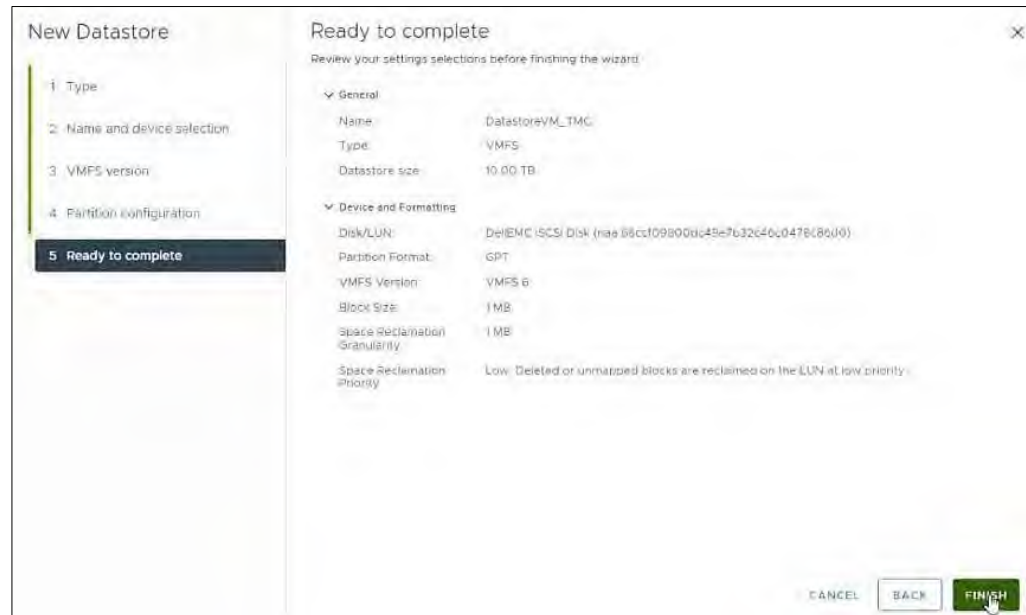 New Datastore
1 Type
2 Name and device selection
3 VMFS version
4 Partition configuration
5 Ready to complete
Ready to complete
Review your settings selections before finishing the wizard
General
Name: DatastoreVM_TMC
Type: VMFS
Datastore size: 10.00 TB
Device and Formatting
Disk/LUN: DellEMC iSCSI Disk
Partition Format: GPT
VMFS Version: VMFS 6
Block Size: 1 MB
Space Reclamation 1 MB
Granularity:
Space Reclamation Low: Deleted or unmapped blocks are reclaimed on the LUN at low priority
Priority:
CANCEL BACK FINISH